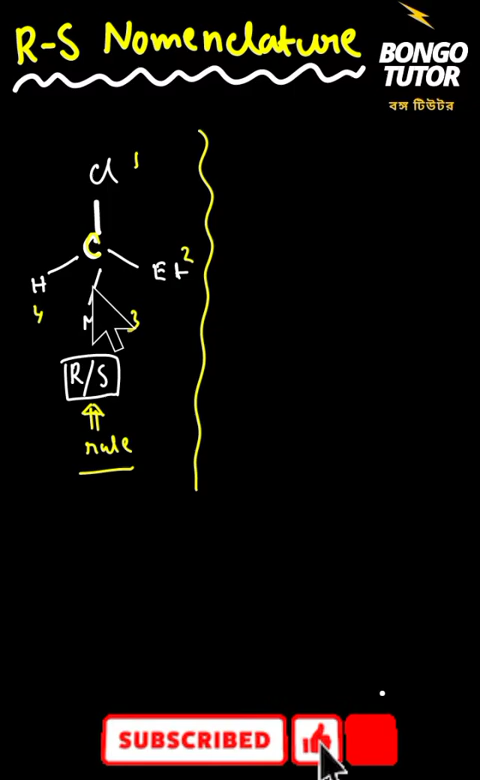 R-S Nomenclature
BONGO
TUTOR
বঙ্গ টিউটর
Cl 1
C
H
Et 2
4
3
R/S
rule
SUBSCRIBED